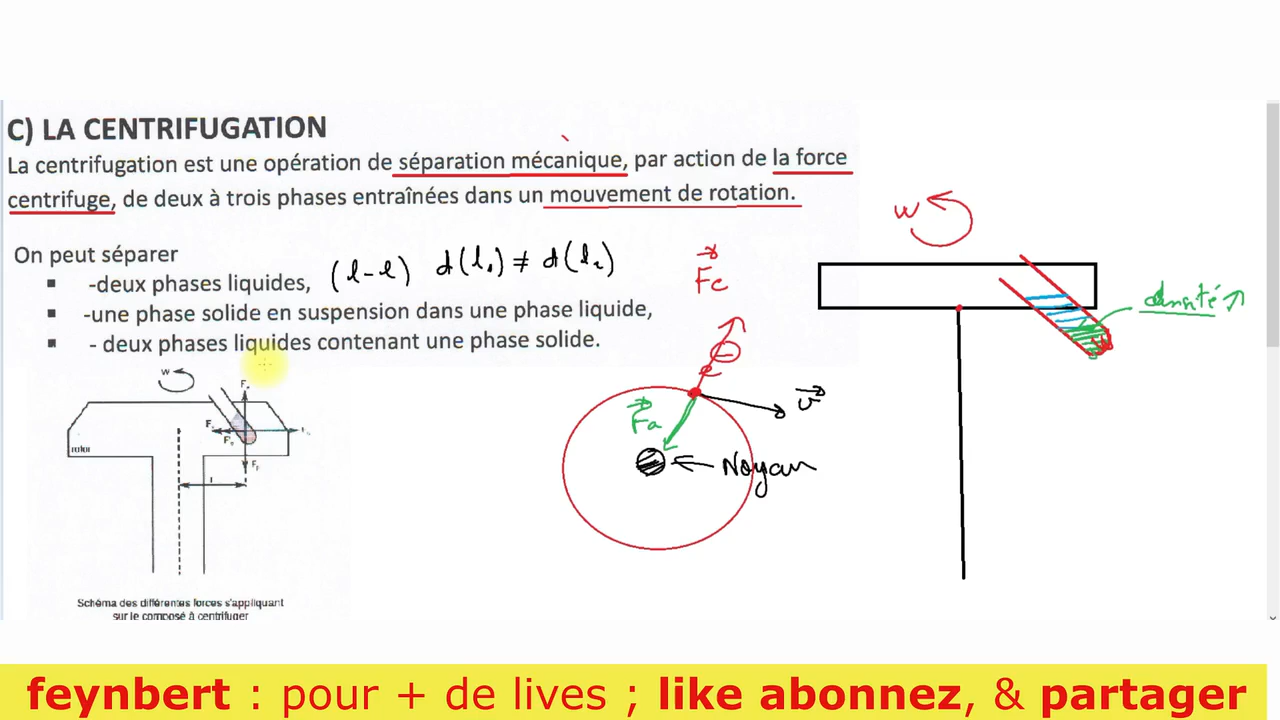 C) LA CENTRIFUGATION
La centrifugation est une opération de séparation mécanique, par action de la force
centrifuge, de deux à trois phases entraînées dans un mouvement de rotation.
On peut séparer
-deux phases liquides, (l-l) d(l₁) ≠ d(l₂)
-une phase solide en suspension dans une phase liquide,
- deux phases liquides contenant une phase solide.
w
rotor
r
Schéma des différentes forces s'appliquant
sur le composé à centrifuger
Fc
e
v
Fa
Noyau
w
densité
feynbert : pour + de lives ; like abonnez, & partager